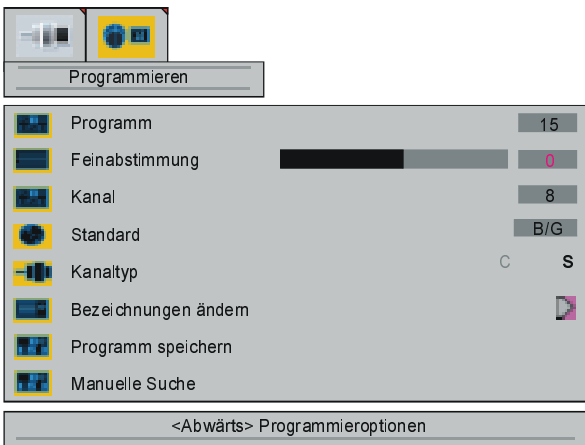 Programmieren
Programm 15
Feinabstimmung 0
Kanal 8
Standard B/G
Kanaltyp C S
Bezeichnungen ändern
Programm speichern
Manuelle Suche
<Abwärts> Programmieroptionen